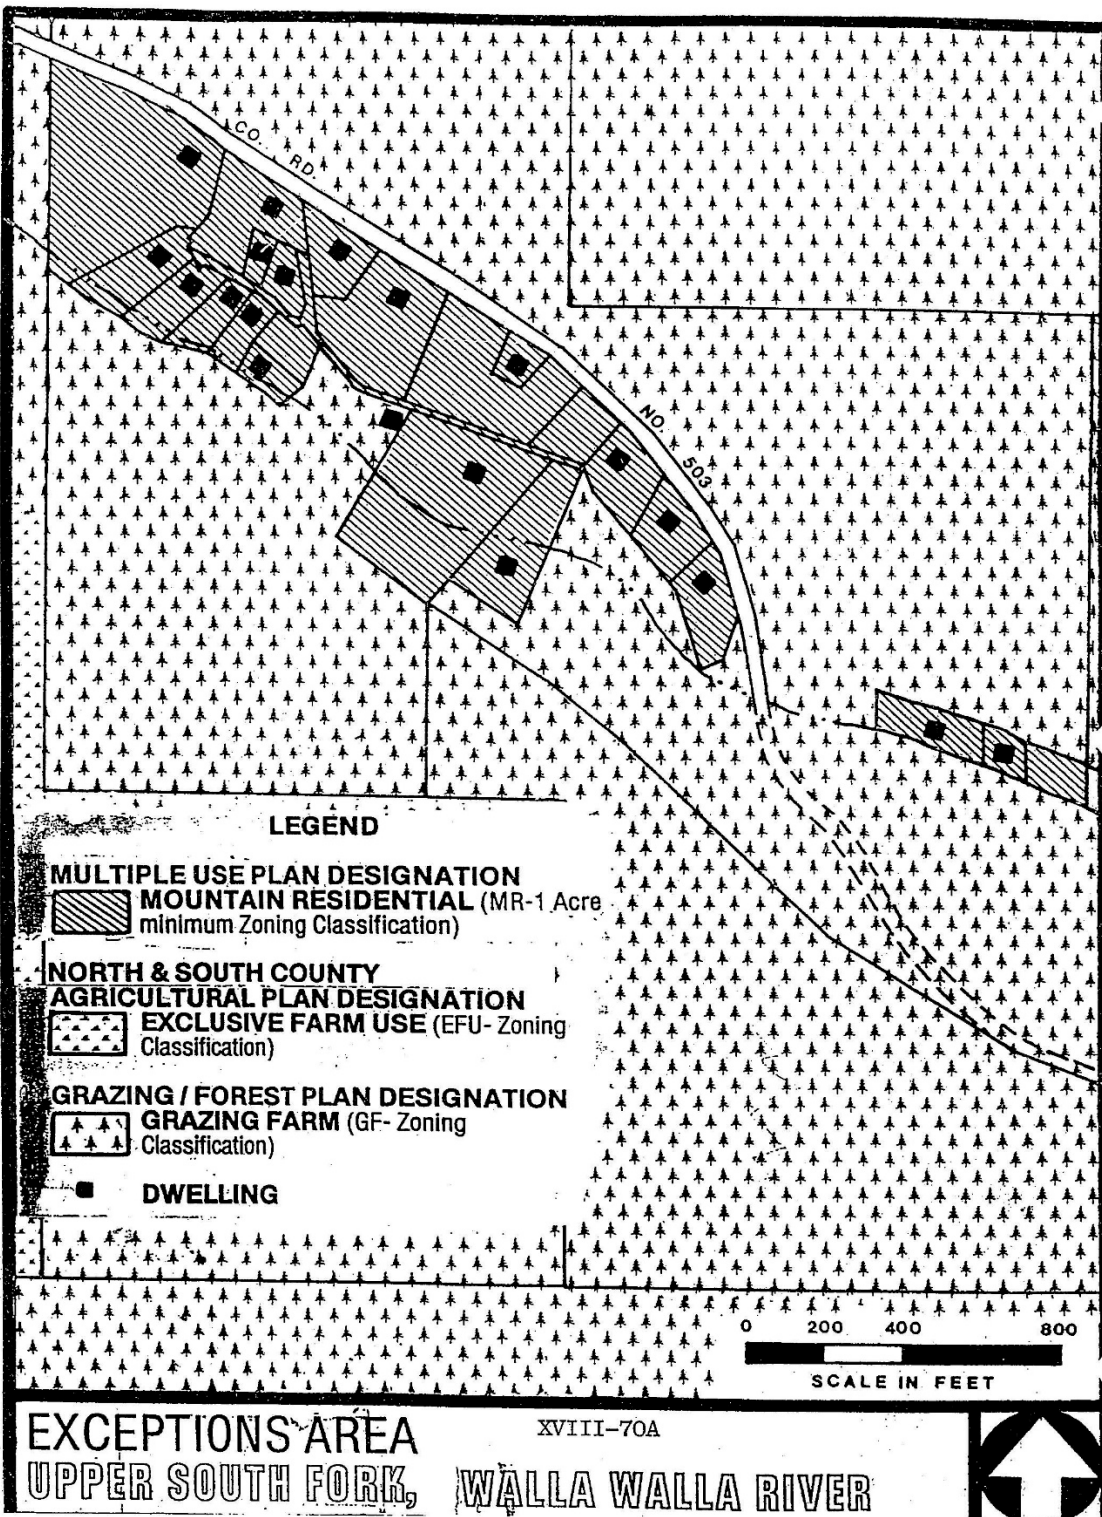 CO. RD.
NO. 503
LEGEND
MULTIPLE USE PLAN DESIGNATION
MOUNTAIN RESIDENTIAL (MR-1 Acre
minimum Zoning Classification)
NORTH & SOUTH COUNTY
AGRICULTURAL PLAN DESIGNATION
EXCLUSIVE FARM USE (EFU- Zoning
Classification)
GRAZING / FOREST PLAN DESIGNATION
GRAZING FARM (GF- Zoning
Classification)
DWELLING
0 200 400 800
SCALE IN FEET
EXCEPTIONS AREA
XVIII-70A
UPPER SOUTH FORK, WALLA WALLA RIVER